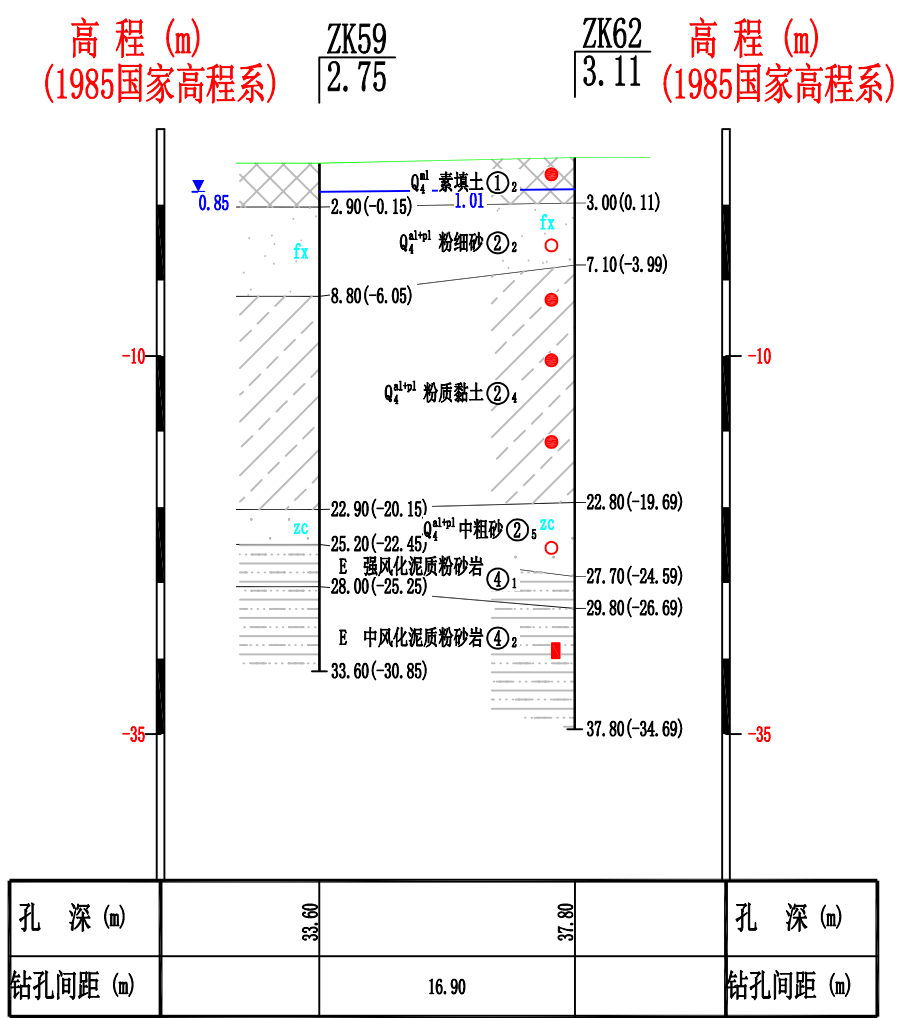 高 程 (m)
(1985国家高程系)
ZK59
2.75
ZK62
3.11
高 程 (m)
(1985国家高程系)
0.85
Q4ml 素填土①2
1.01
2.90(-0.15)
3.00(0.11)
fx
Q4al+pl 粉细砂②2
fx
7.10(-3.99)
8.80(-6.05)
-10
-10
Q4al+pl 粉质黏土②4
22.90(-20.15)
22.80(-19.69)
zc
Q4al+pl 中粗砂②5
zc
25.20(-22.45)
E 强风化泥质粉砂岩④1
27.70(-24.59)
28.00(-25.25)
29.80(-26.69)
E 中风化泥质粉砂岩④2
33.60(-30.85)
37.80(-34.69)
-35
-35
孔 深 (m)
33.60
37.80
孔 深 (m)
钻孔间距 (m)
16.90
钻孔间距 (m)